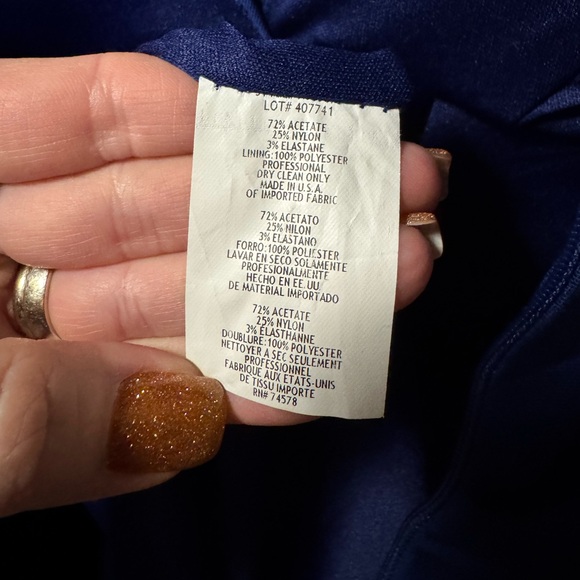 LOT# 407741
72% ACETATE
25% NYLON
3% ELASTANE
LINING:100% POLYESTER
PROFESSIONAL
DRY CLEAN ONLY
MADE IN U.S.A.
OF IMPORTED FABRIC
72% ACETATO
25% NILON
3% ELASTANO
FORRO:100% POLIESTER
LAVAR EN SECO SOLAMENTE
PROFESIONALMENTE
HECHO EN EE.UU
DE MATERIAL IMPORTADO
72% ACETATE
25% NYLON
3% ELASTHANNE
DOUBLURE:100% POLYESTER
NETTOYER A SEC SEULEMENT
PROFESSIONNEL
FABRIQUE AUX ETATS-UNIS
DE TISSU IMPORTE
RN# 74578